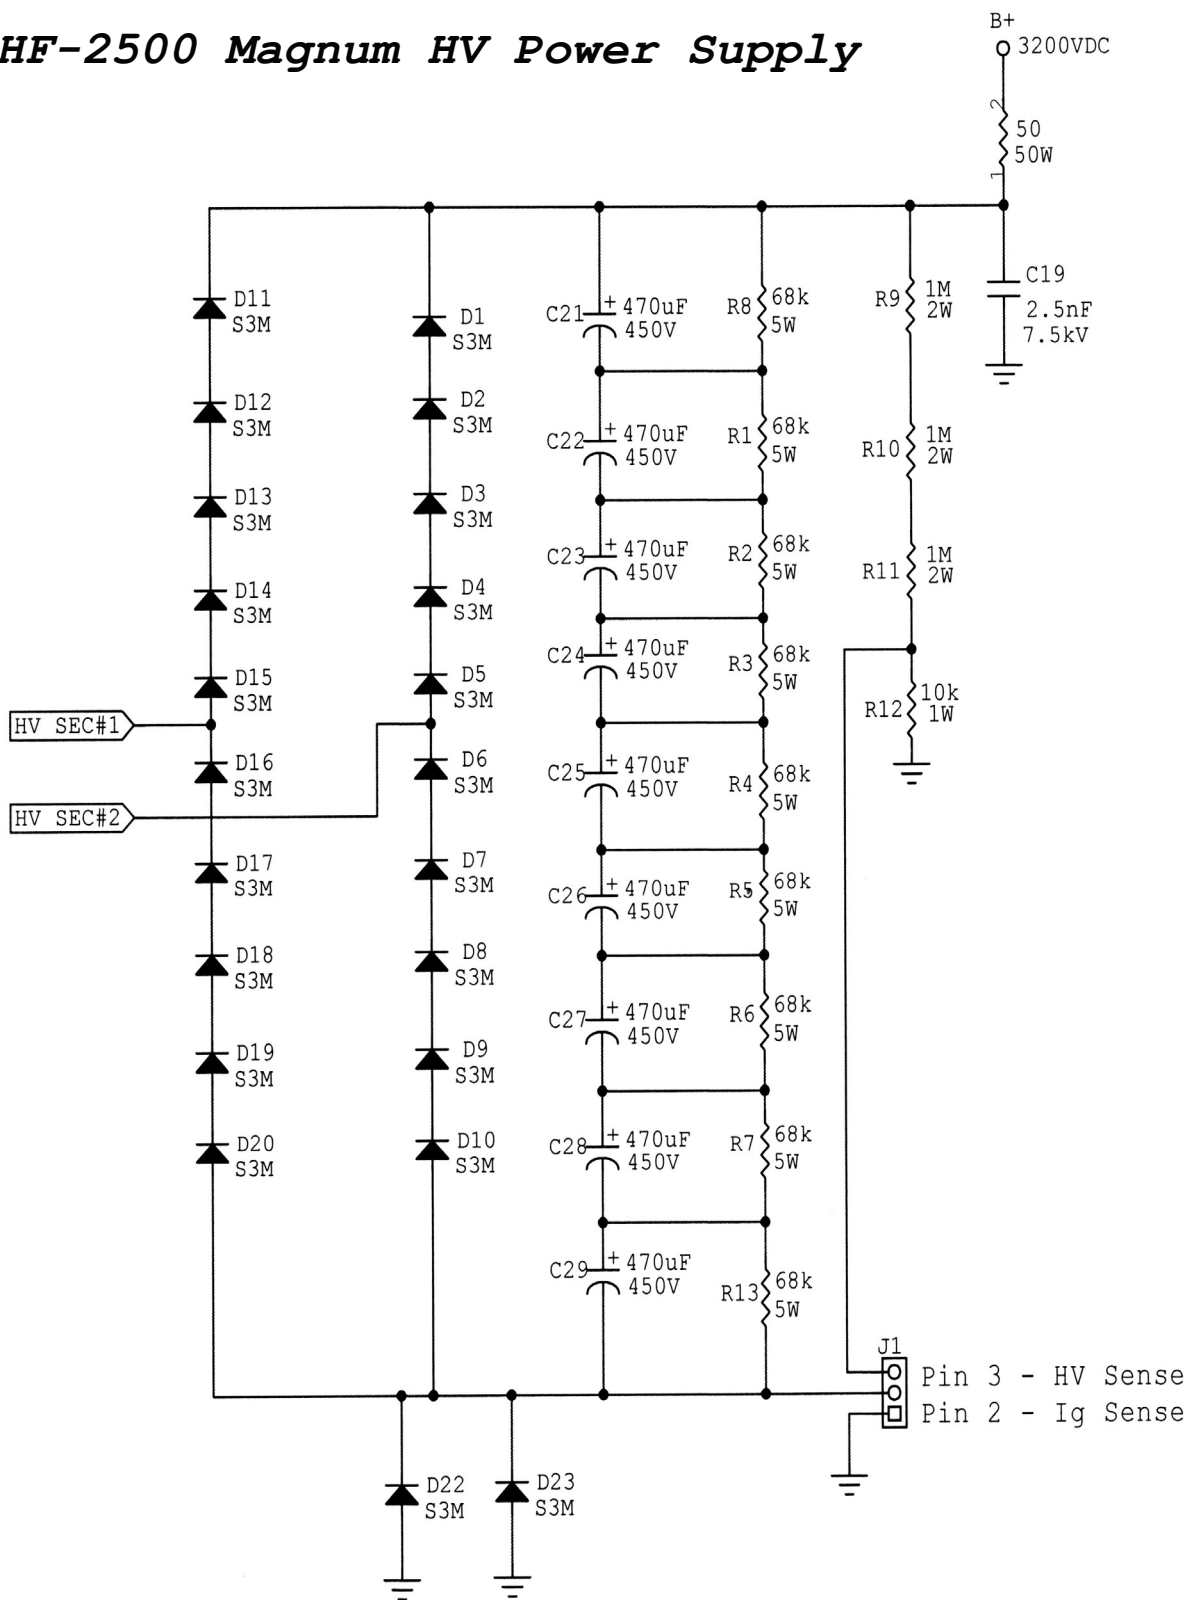 HF-2500 Magnum HV Power Supply
B+
3200VDC
2
50
50W
1
D11
S3M
D12
S3M
D13
S3M
D14
S3M
D15
S3M
HV SEC#1
D16
S3M
HV SEC#2
D17
S3M
D18
S3M
D19
S3M
D20
S3M
D1
S3M
D2
S3M
D3
S3M
D4
S3M
D5
S3M
D6
S3M
D7
S3M
D8
S3M
D9
S3M
D10
S3M
C21 + 470uF
450V
C22 + 470uF
450V
C23 + 470uF
450V
C24 + 470uF
450V
C25 + 470uF
450V
C26 + 470uF
450V
C27 + 470uF
450V
C28 + 470uF
450V
C29 + 470uF
450V
R8 68k
5W
R1 68k
5W
R2 68k
5W
R3 68k
5W
R4 68k
5W
R5 68k
5W
R6 68k
5W
R7 68k
5W
R13 68k
5W
R9 1M
2W
R10 1M
2W
R11 1M
2W
R12 10k
1W
C19
2.5nF
7.5kV
J1
Pin 3 - HV Sense
Pin 2 - Ig Sense
D22
S3M
D23
S3M